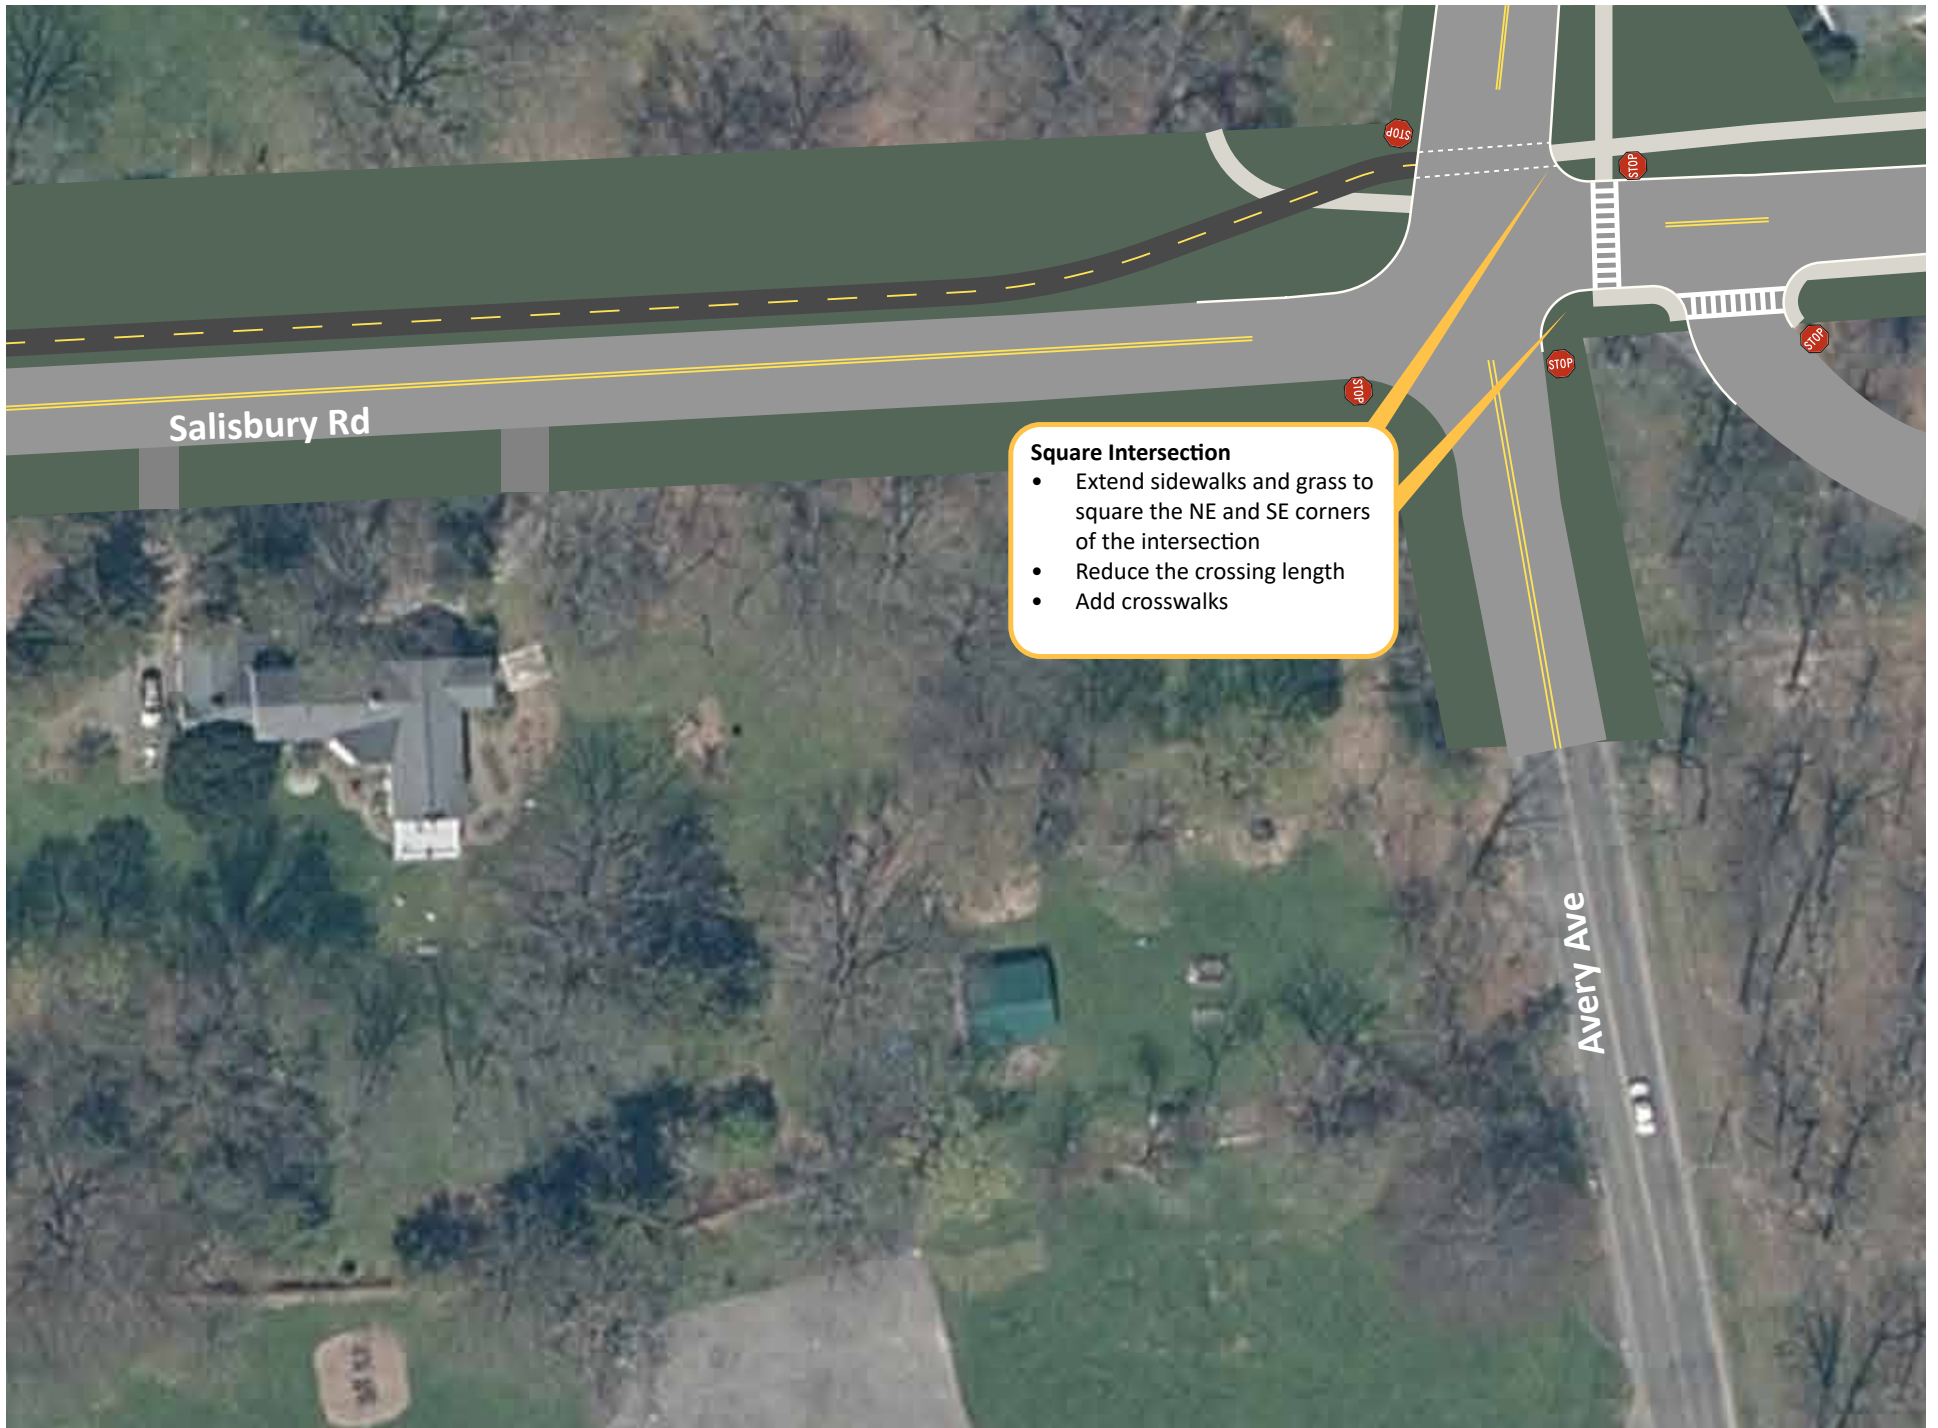 STOP
STOP
STOP
STOP
STOP
STOP
Salisbury Rd
Square Intersection
• Extend sidewalks and grass to
square the NE and SE corners
of the intersection
• Reduce the crossing length
• Add crosswalks
Avery Ave